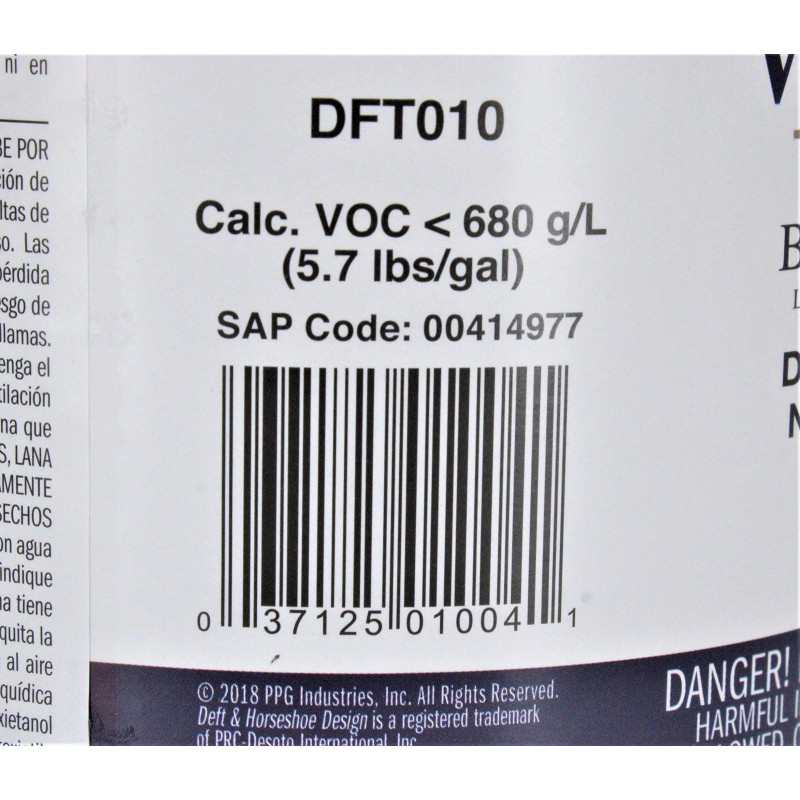 ni en
BE POR
ción de
ltas de
so. Las
pérdida
esgo de
llamas.
enga el
tilación
na que
S, LANA
AMENTE
SECHOS
on agua
indique
na tiene
quita la
al aire
quídica
xietanol
DFT010
Calc. VOC < 680 g/L
(5.7 lbs/gal)
SAP Code: 00414977
0 37125 01004 1
© 2018 PPG Industries, Inc. All Rights Reserved.
Deft & Horseshoe Design is a registered trademark
of PRC-Desoto International, Inc.
B
L
D
N
DANGER!
HARMFUL